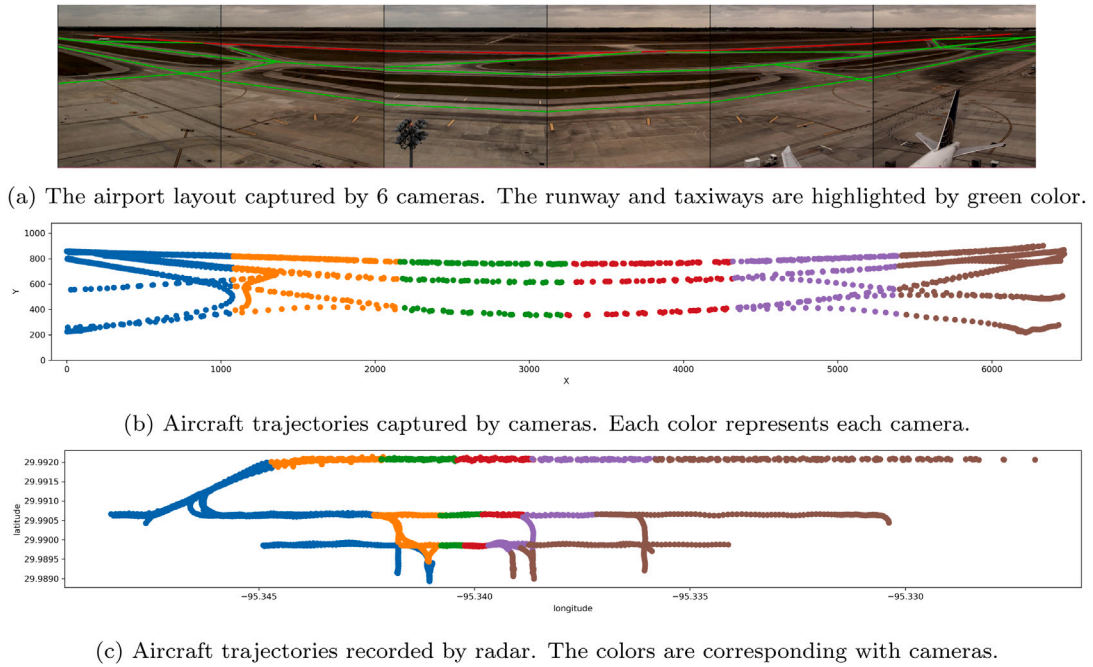 (a) The airport layout captured by 6 cameras. The runway and taxiways are highlighted by green color.
1000
800
600
400
200
0
Y
0 1000 2000 3000 4000 5000 6000
X
(b) Aircraft trajectories captured by cameras. Each color represents each camera.
29.9920
29.9915
29.9910
29.9905
29.9900
29.9895
29.9890
latitude
−95.345 −95.340 −95.335 −95.330
longitude
(c) Aircraft trajectories recorded by radar. The colors are corresponding with cameras.